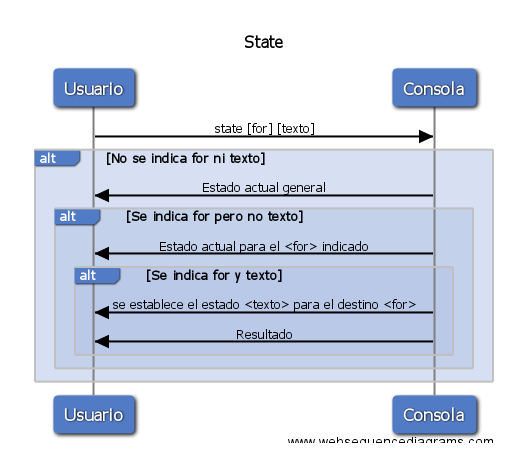 State
Usuario Consola
state [for] [texto]
alt [No se indica for ni texto]
Estado actual general
alt [Se indica for pero no texto]
Estado actual para el <for> indicado
alt [Se indica for y texto]
se establece el estado <texto> para el destino <for>
Resultado
Usuario Consola
www.websequencediagrams.com